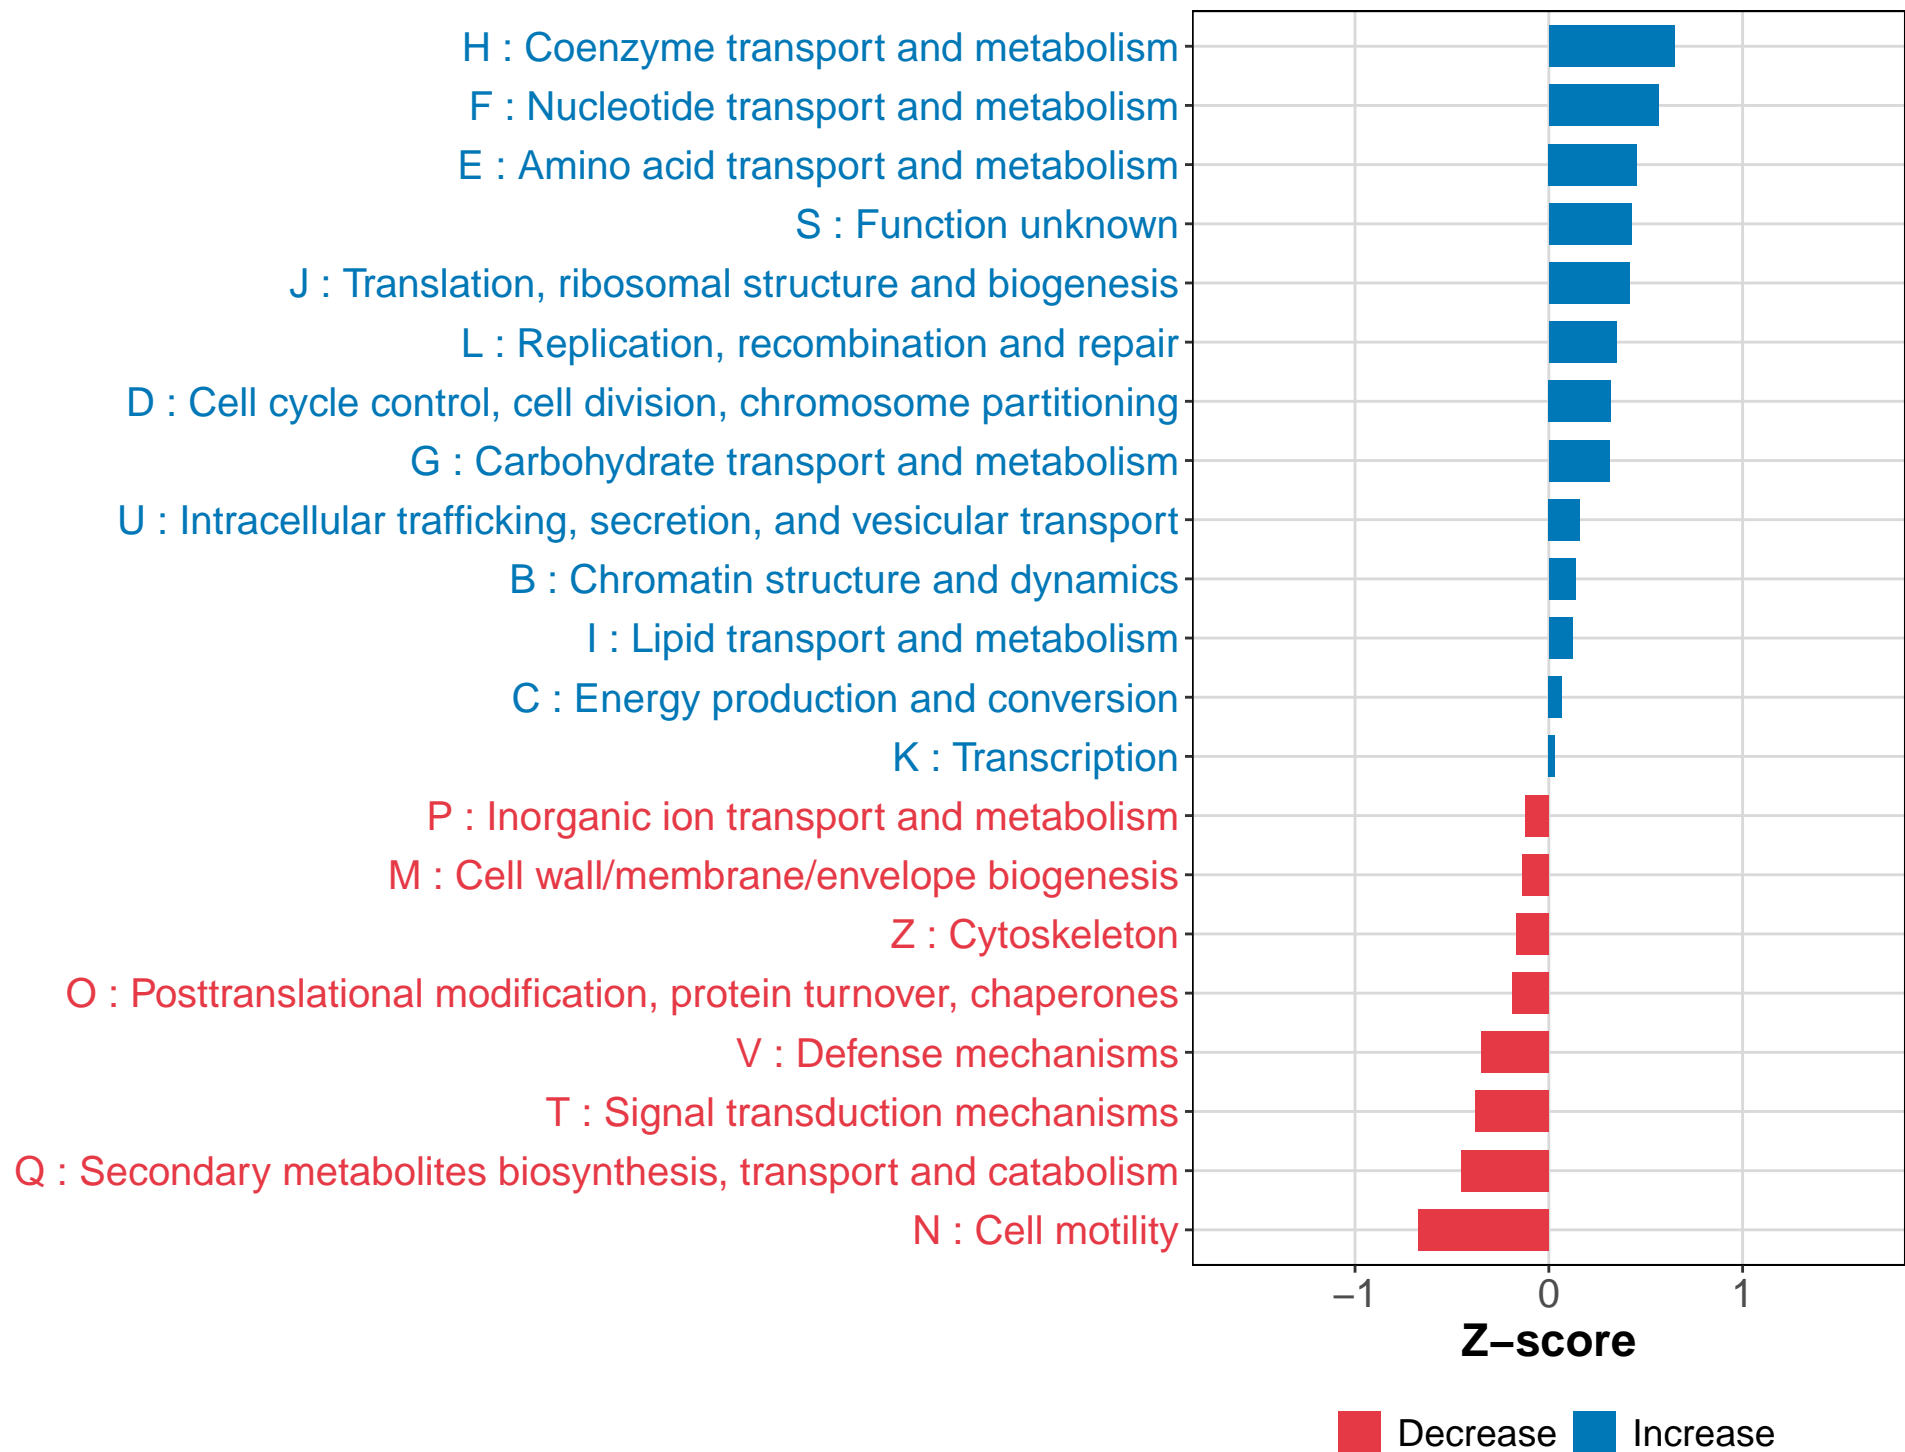 H : Coenzyme transport and metabolism
F : Nucleotide transport and metabolism
E : Amino acid transport and metabolism
S : Function unknown
J : Translation, ribosomal structure and biogenesis
L : Replication, recombination and repair
D : Cell cycle control, cell division, chromosome partitioning
G : Carbohydrate transport and metabolism
U : Intracellular trafficking, secretion, and vesicular transport
B : Chromatin structure and dynamics
I : Lipid transport and metabolism
C : Energy production and conversion
K : Transcription
P : Inorganic ion transport and metabolism
M : Cell wall/membrane/envelope biogenesis
Z : Cytoskeleton
O : Posttranslational modification, protein turnover, chaperones
V : Defense mechanisms
T : Signal transduction mechanisms
Q : Secondary metabolites biosynthesis, transport and catabolism
N : Cell motility
−1 0 1
Z−score
Decrease Increase